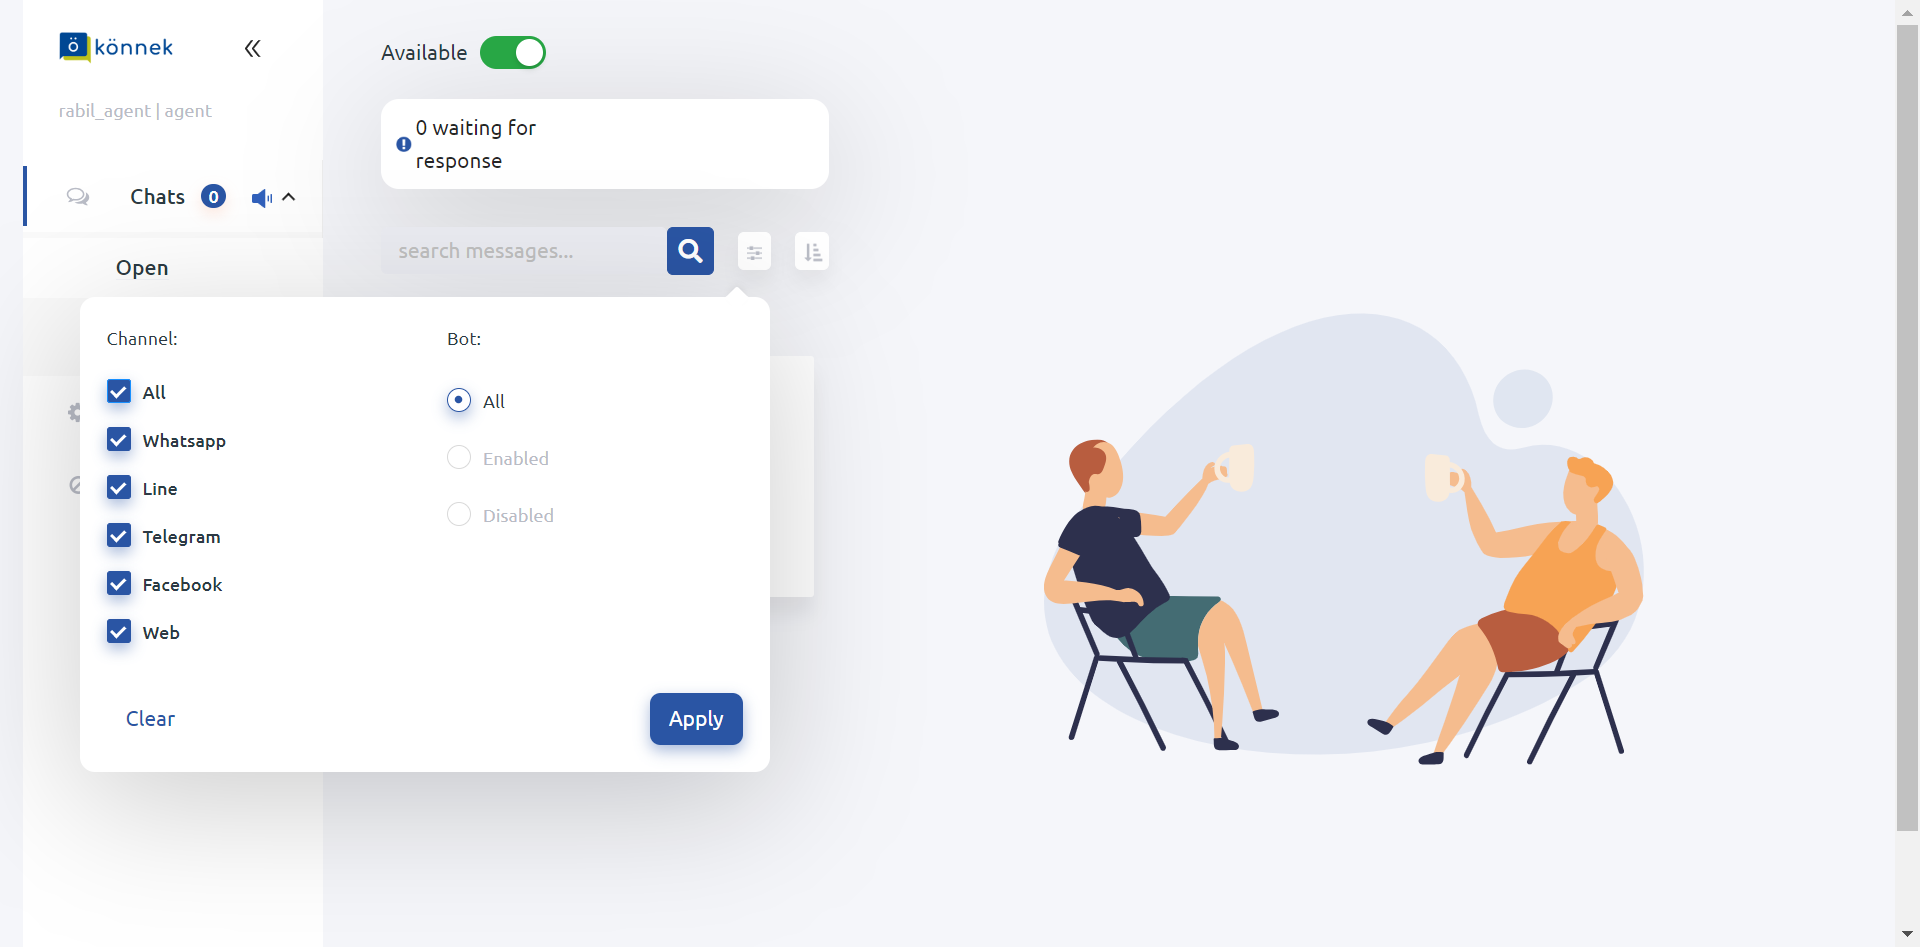 ö könnek
rabil_agent | agent
Chats 0
Open
Available
0 waiting for
response
search messages...
Channel:
All
Whatsapp
Line
Telegram
Facebook
Web
Bot:
All
Enabled
Disabled
Clear
Apply